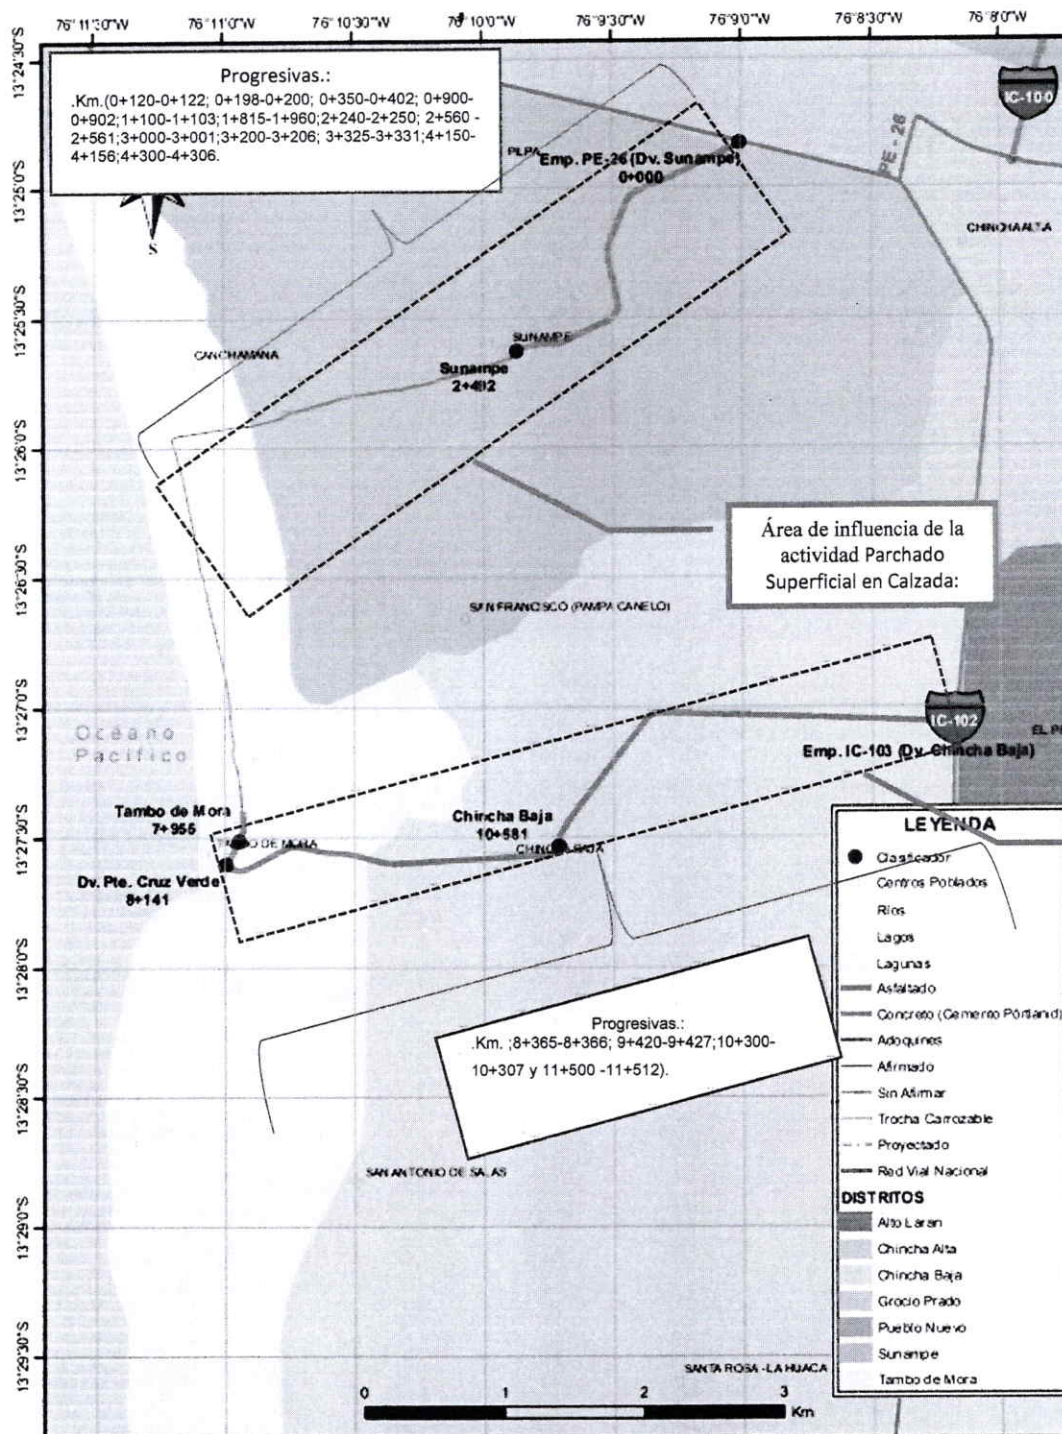 76°11'30"W 76°11'0"W 76°10'30"W 76°10'0"W 76°9'30"W 76°9'0"W 76°8'30"W 76°8'0"W
13°24'30"S
13°25'0"S
13°25'30"S
13°26'0"S
13°26'30"S
13°27'0"S
13°27'30"S
13°28'0"S
13°28'30"S
13°29'0"S
13°29'30"S
Progresivas.:
.Km.(0+120-0+122; 0+198-0+200; 0+350-0+402; 0+900-
0+902;1+100-1+103;1+815-1+960;2+240-2+250; 2+560 -
2+561;3+000-3+001;3+200-3+206; 3+325-3+331;4+150-
4+156;4+300-4+306.
S
IC-100
PE - 26
PILPA
Emp. PE-26 (Dv. Sunampe)
0+000
CHINCHA ALTA
SUNAMPE
Sunampe
2+492
CANCHAMANA
Área de influencia de la
actividad Parchado
Superficial en Calzada:
SAN FRANCISCO (PAMPA CANELO)
Océano
Pacífico
IC-102
EL PE
Emp. IC-103 (Dv. Chincha Baja)
Tambo de Mora
7+955
TAMBO DE MORA
Dv. Pte. Cruz Verde
8+141
Chincha Baja
10+581
CHINCHA BAJA
Progresivas.:
.Km. ;8+365-8+366; 9+420-9+427;10+300-
10+307 y 11+500 -11+512).
SAN ANTONIO DE SALAS
SANTA ROSA -LA HUACA
LEYENDA
Clasificador
Centros Poblados
Ríos
Lagos
Lagunas
Asfaltado
Concreto (Cemento Pórtland)
Adoquines
Afirmado
Sin Afirmar
Trocha Carrozable
Proyectado
Red Vial Nacional
DISTRITOS
Alto Laran
Chincha Alta
Chincha Baja
Grocio Prado
Pueblo Nuevo
Sunampe
Tambo de Mora
0 1 2 3
Km